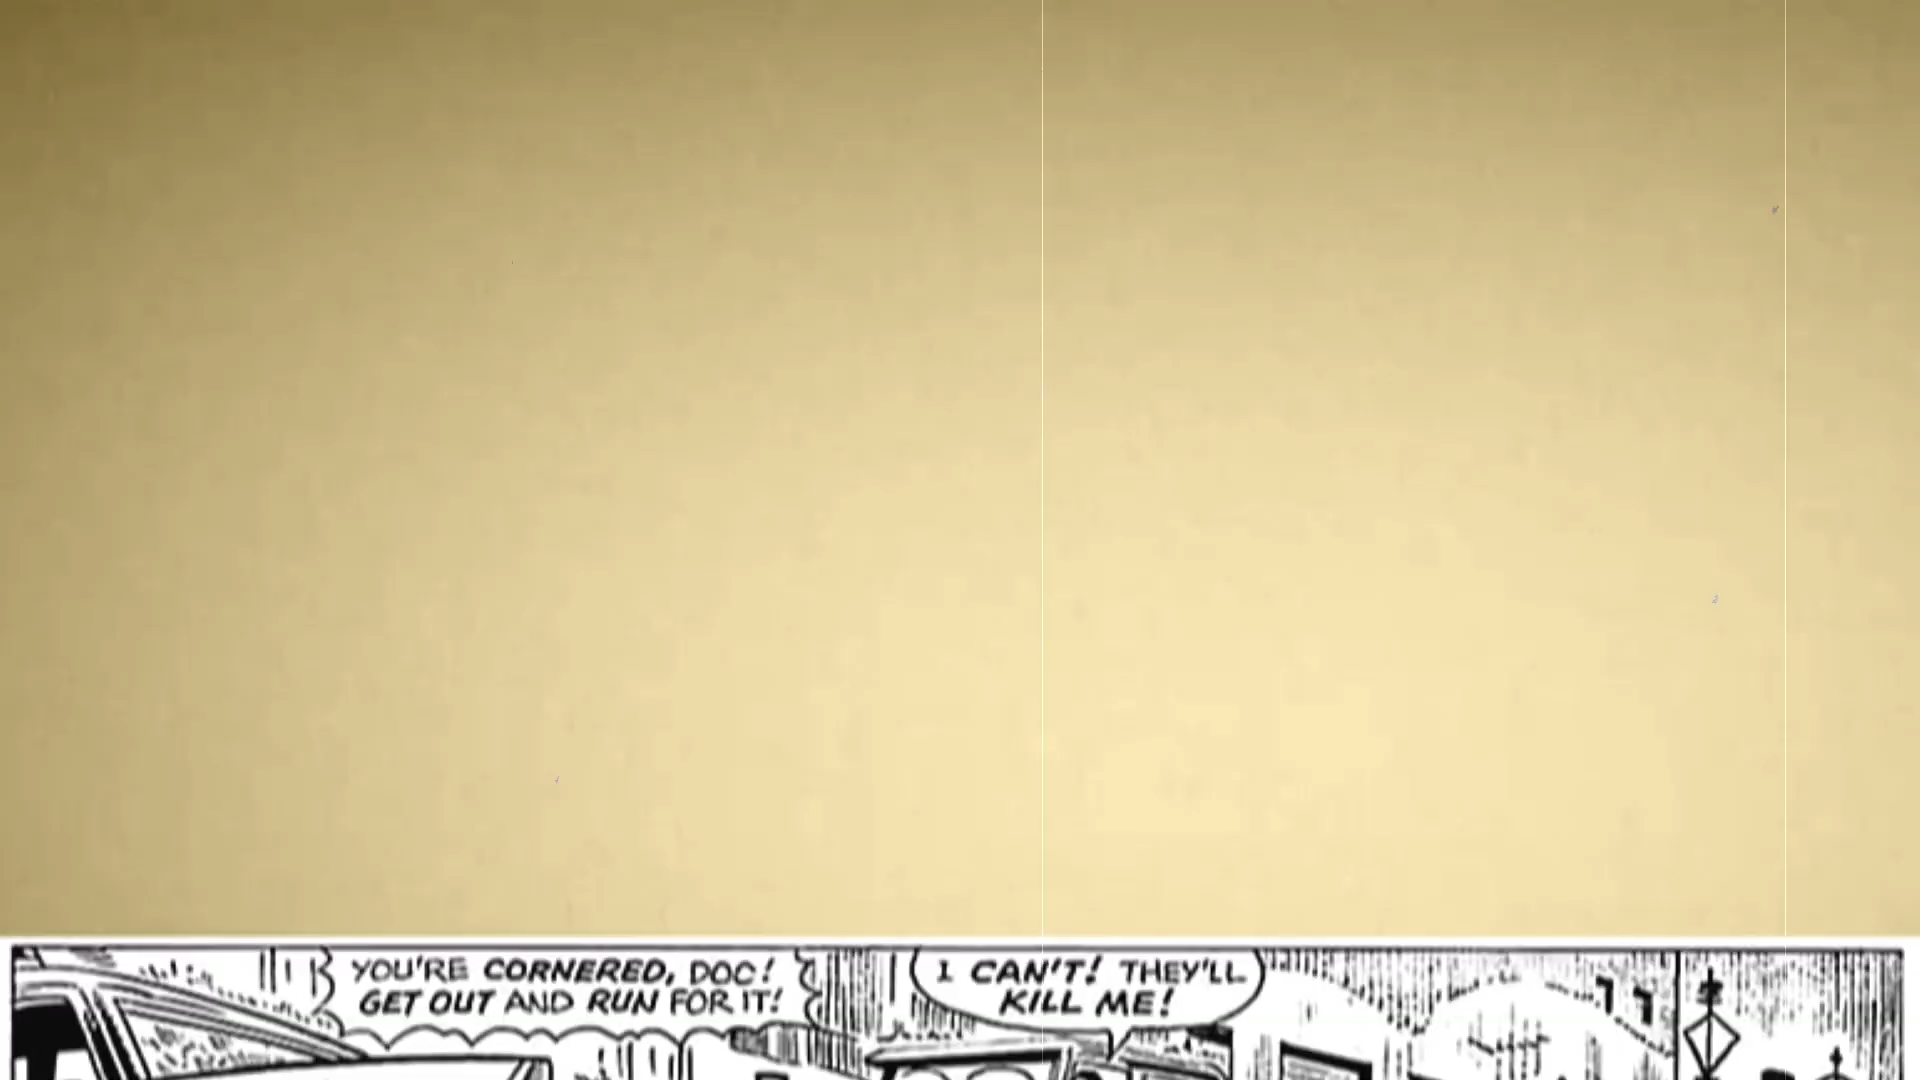 YOU'RE CORNERED, DOC!
GET OUT AND RUN FOR IT!
I CAN'T! THEY'LL
KILL ME!